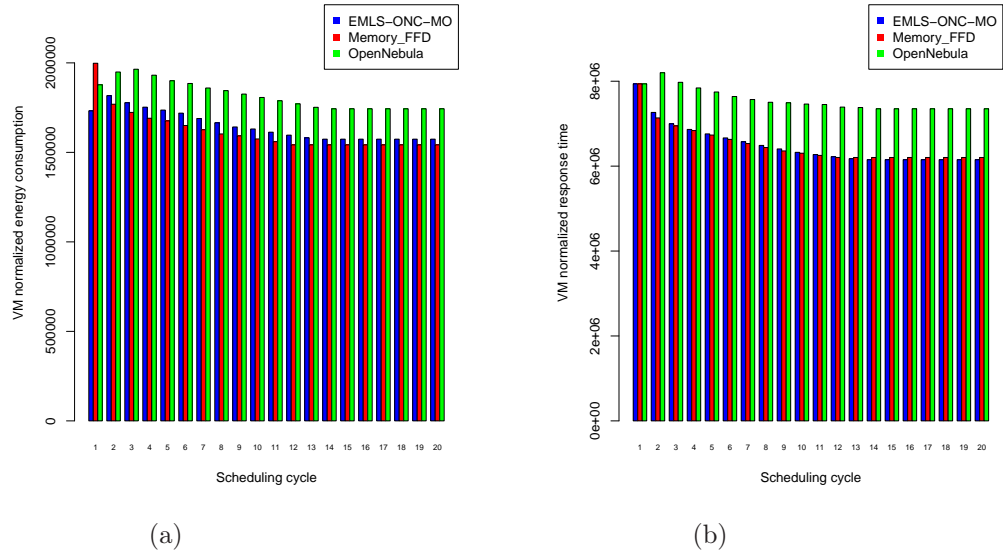 EMLS−ONC−MO
Memory_FFD
OpenNebula
VM normalized energy consumption
2000000
1500000
1000000
500000
0
1 2 3 4 5 6 7 8 9 10 11 12 13 14 15 16 17 18 19 20
Scheduling cycle
(a)
EMLS−ONC−MO
Memory_FFD
OpenNebula
VM normalized response time
8e+06
6e+06
4e+06
2e+06
0e+00
1 2 3 4 5 6 7 8 9 10 11 12 13 14 15 16 17 18 19 20
Scheduling cycle
(b)